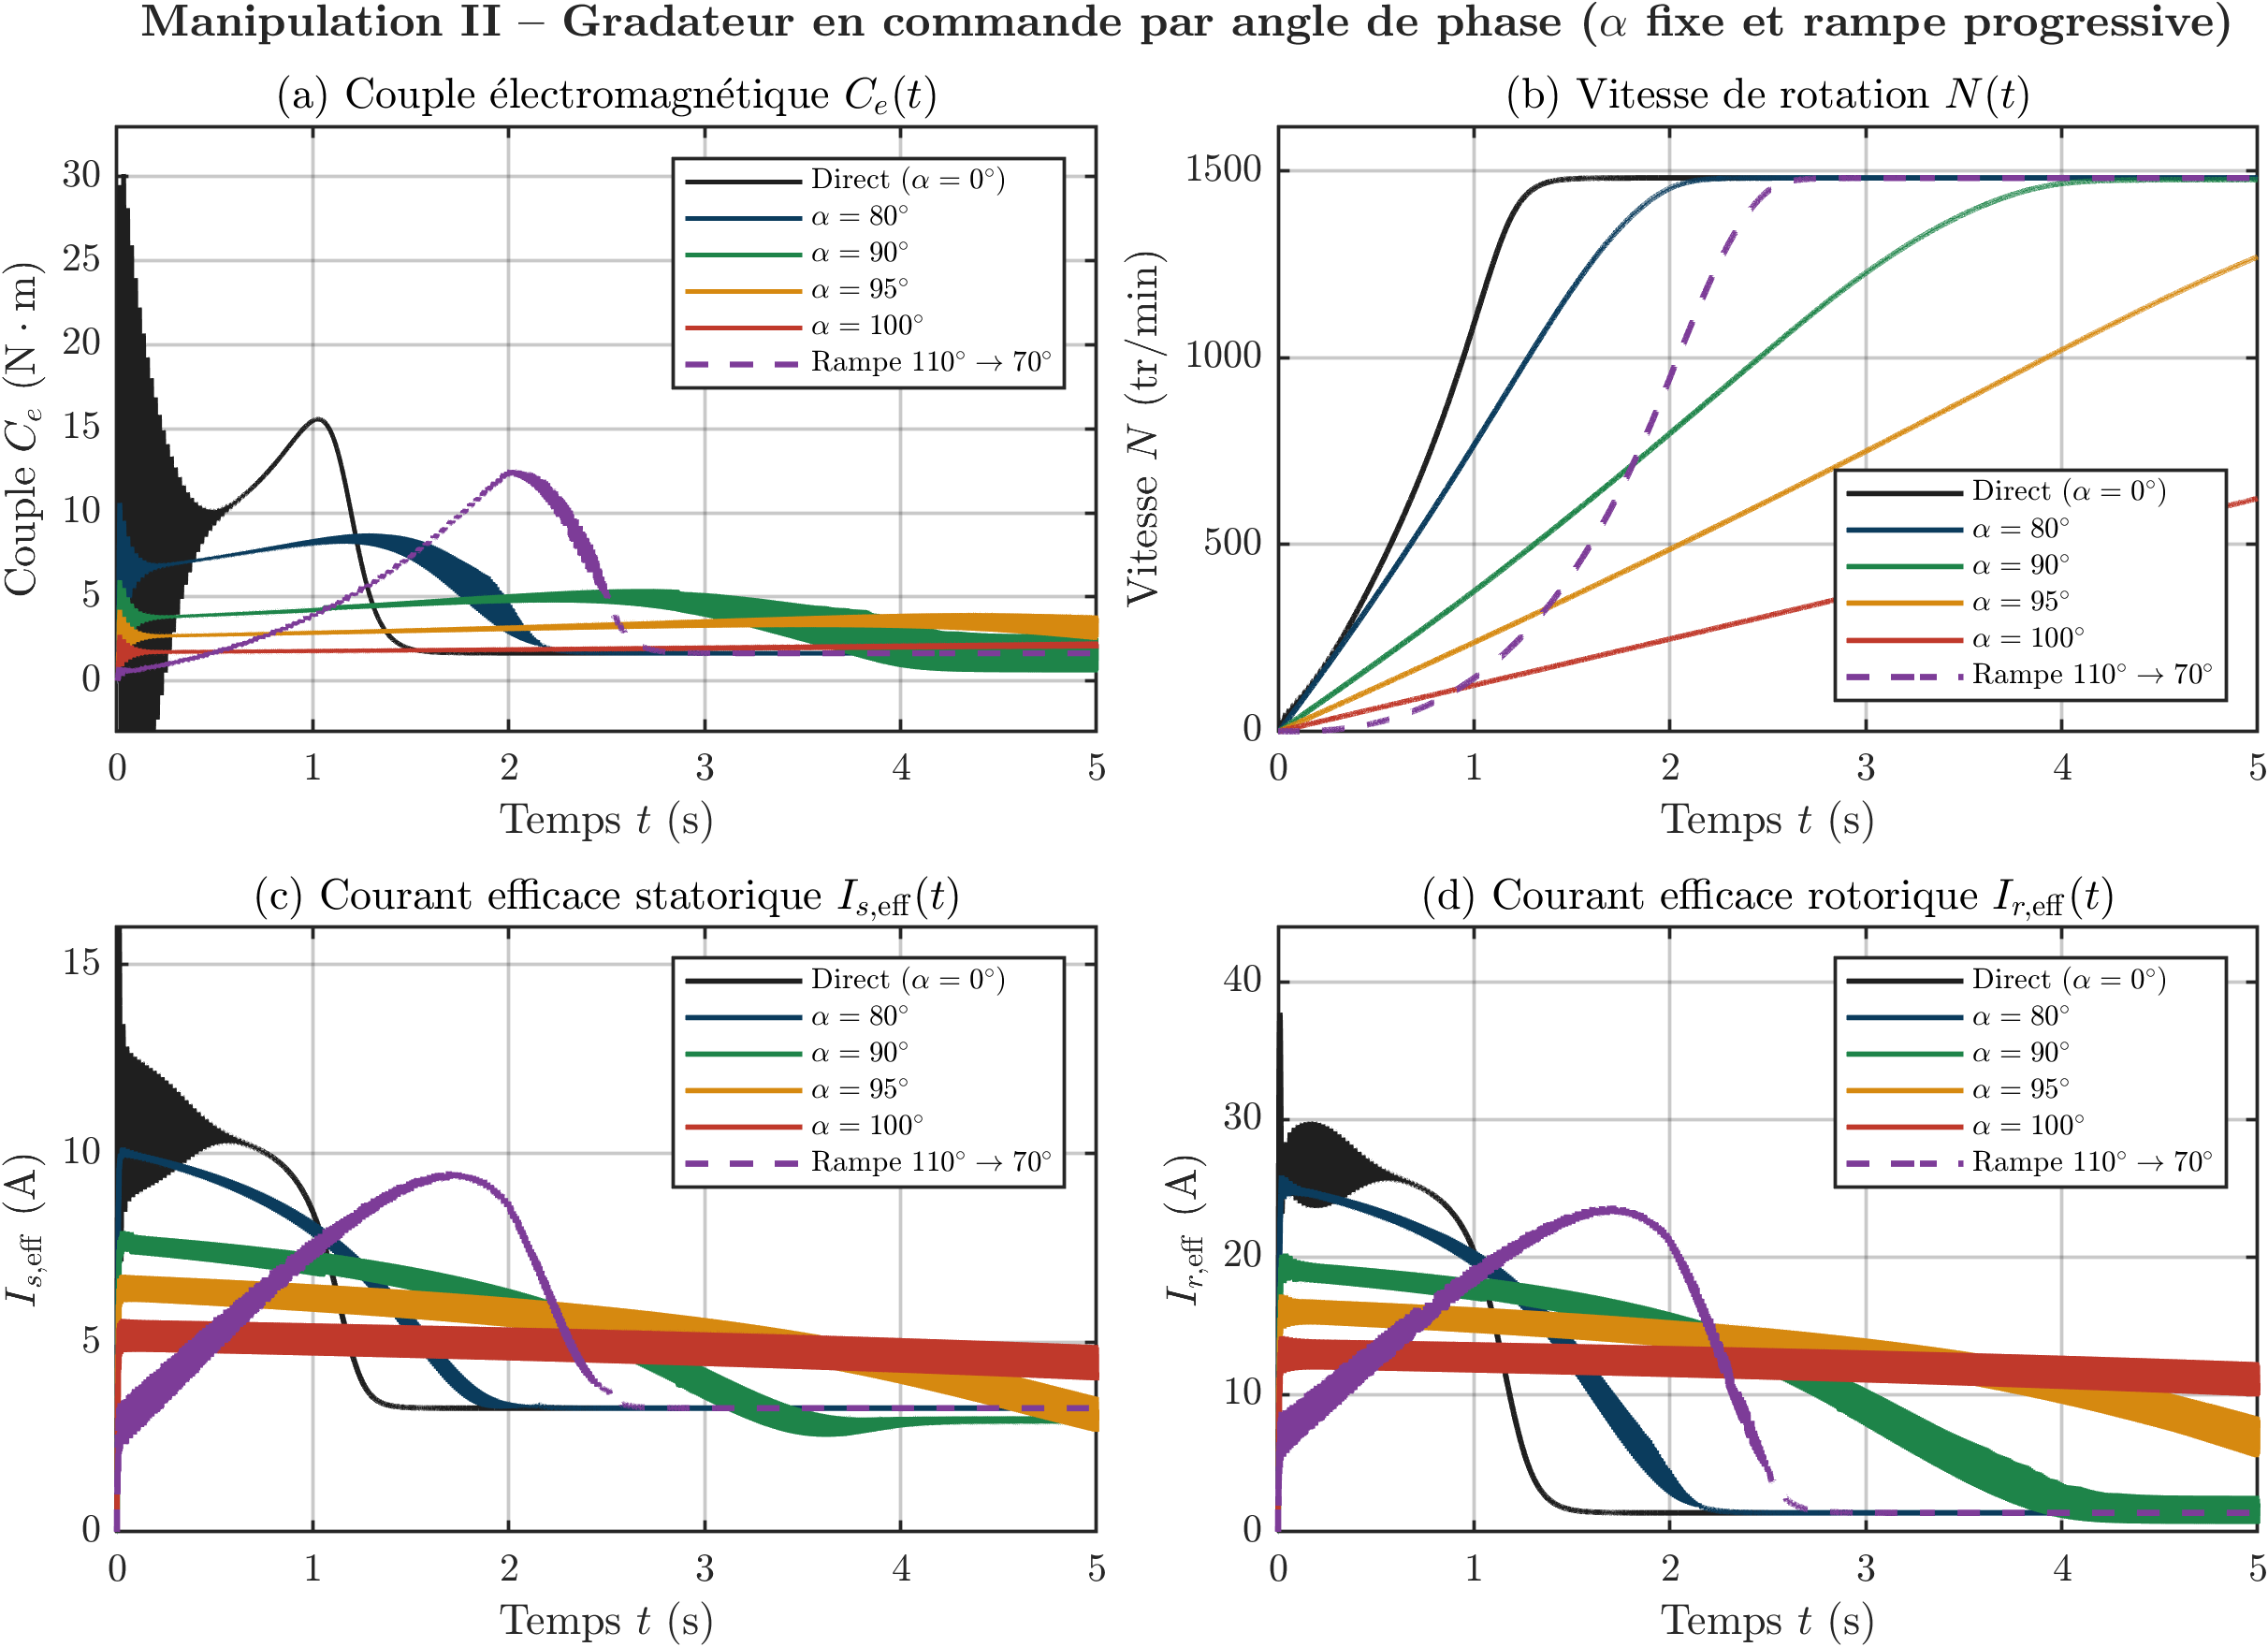 Manipulation II – Gradateur en commande par angle de phase (α fixe et rampe progressive)
(a) Couple électromagnétique Ce(t)
Couple Ce (N · m)
30
25
20
15
10
5
0
Direct (α = 0°)
α = 80°
α = 90°
α = 95°
α = 100°
Rampe 110° → 70°
0 1 2 3 4 5
Temps t (s)
(b) Vitesse de rotation N(t)
Vitesse N (tr/min)
1500
1000
500
0
Direct (α = 0°)
α = 80°
α = 90°
α = 95°
α = 100°
Rampe 110° → 70°
0 1 2 3 4 5
Temps t (s)
(c) Courant efficace statorique Is,eff(t)
Is,eff (A)
15
10
5
0
Direct (α = 0°)
α = 80°
α = 90°
α = 95°
α = 100°
Rampe 110° → 70°
0 1 2 3 4 5
Temps t (s)
(d) Courant efficace rotorique Ir,eff(t)
Ir,eff (A)
40
30
20
10
0
Direct (α = 0°)
α = 80°
α = 90°
α = 95°
α = 100°
Rampe 110° → 70°
0 1 2 3 4 5
Temps t (s)